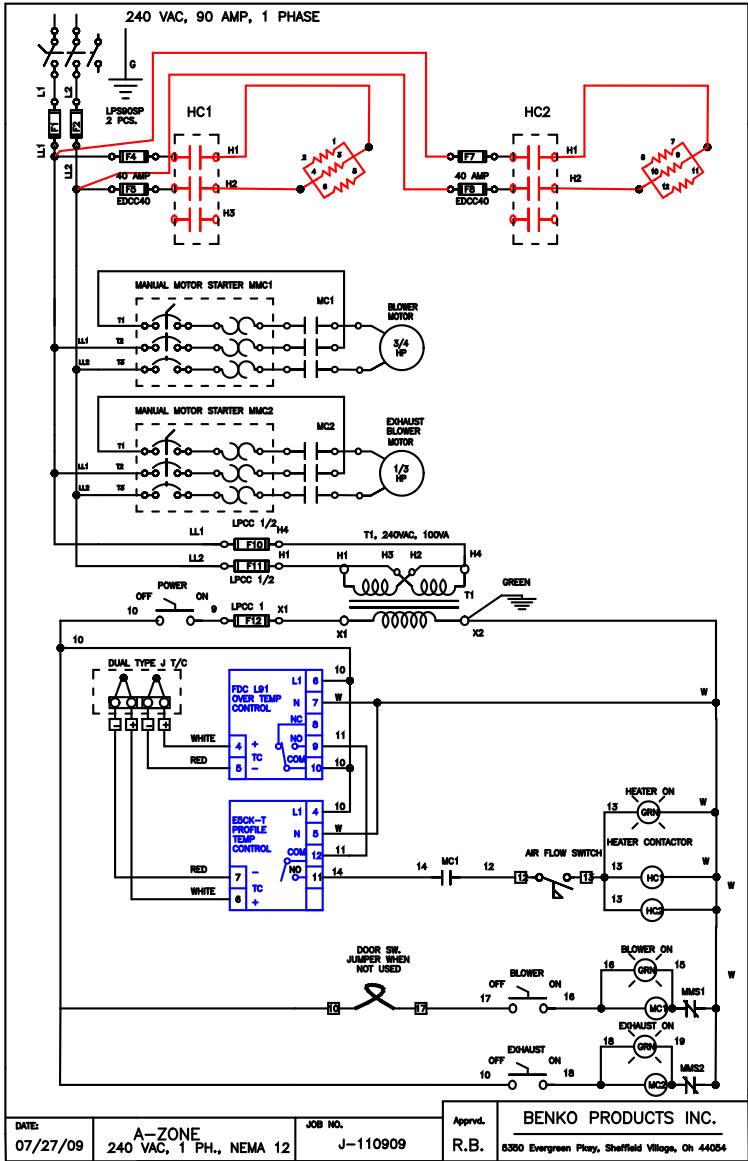 240 VAC, 90 AMP, 1 PHASE
G
L1
L2
LPS90SP
2 PCS.
F1
F2
LL1
LL2
HC1
HC2
F4
40 AMP
F5
EDCC40
H1
H2
H3
1
2
3
4
5
6
F7
40 AMP
F8
EDCC40
H1
H2
7
8
9
10
11
12
MANUAL MOTOR STARTER MMC1
MC1
BLOWER
MOTOR
T1
LL1
T2
3/4
HP
LL2
T3
MANUAL MOTOR STARTER MMC2
MC2
EXHAUST
BLOWER
MOTOR
T1
LL1
T2
1/3
HP
LL2
T3
LPCC 1/2
LL1
F10
H4
T1, 240VAC, 100VA
LL2
F11
H1
H1
H3
H2
H4
LPCC 1/2
T1
POWER
OFF
ON
GREEN
10
9
LPCC 1
F12
X1
X1
X2
10
DUAL TYPE J T/C
FDC L91
OVER TEMP
CONTROL
L1
6
10
N
7
W
W
NC
8
WHITE
4
+
NO
9
11
TC
COM
RED
5
-
10
10
- + - +
E5CK-T
PROFILE
TEMP
CONTROL
L1
4
10
N
5
W
COM
12
11
RED
7
-
NO
11
14
TC
WHITE
6
+
14
MC1
12
12
AIR FLOW SWITCH
13
HEATER ON
13
GRN
W
HEATER CONTACTOR
13
HC1
W
W
13
HC2
DOOR SW.
JUMPER WHEN
NOT USED
10
17
BLOWER
OFF
ON
17
16
BLOWER ON
16
GRN
15
W
MC1
MMS1
EXHAUST
OFF
ON
10
18
EXHAUST ON
18
GRN
19
MC2
MMS2
DATE:
07/27/09
A-ZONE
240 VAC, 1 PH., NEMA 12
JOB NO.
J-110909
Apprvd.
R.B.
BENKO PRODUCTS INC.
5350 Evergreen Pkwy, Sheffield Village, Oh 44054